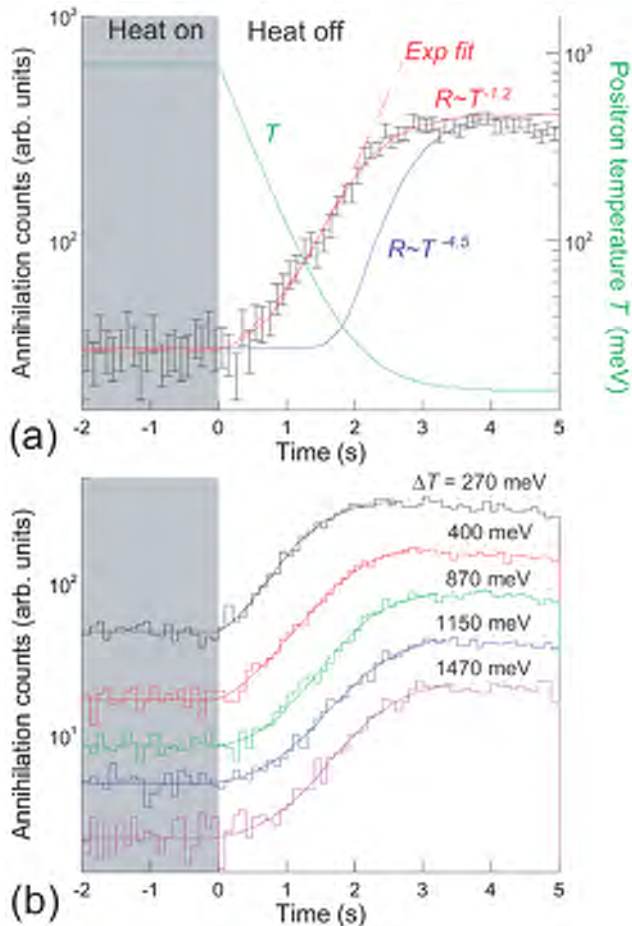 10³
Heat on
Heat off
Exp fit
10³
R~T⁻¹·²
T
10²
R~T⁻⁴·⁵
10²
Annihilation counts (arb. units)
Positron temperature T (meV)
-2 -1 0 1 2 3 4 5
(a)
Time (s)
ΔT = 270 meV
400 meV
10²
870 meV
1150 meV
1470 meV
10¹
Annihilation counts (arb. units)
-2 -1 0 1 2 3 4 5
(b)
Time (s)